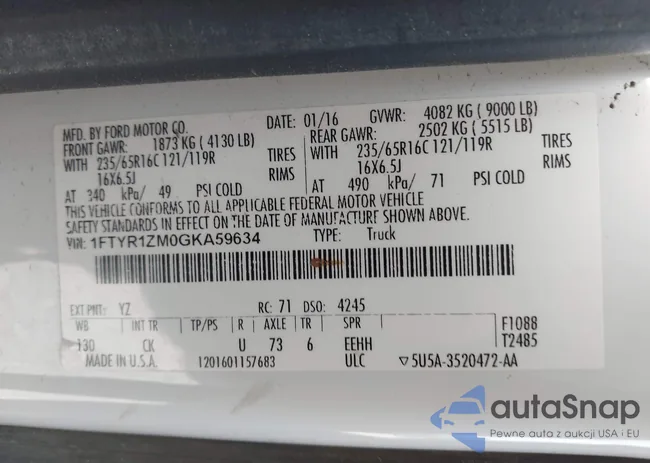 MFD. BY FORD MOTOR CO. DATE: 01/16 GVWR: 4082 KG ( 9000 LB)
FRONT GAWR: 1873 KG ( 4130 LB) REAR GAWR: 2502 KG ( 5515 LB)
WITH 235/65R16C 121/119R TIRES WITH 235/65R16C 121/119R TIRES
16X6.5J RIMS 16X6.5J RIMS
AT 340 kPa/ 49 PSI COLD AT 490 kPa/ 71 PSI COLD
THIS VEHICLE CONFORMS TO ALL APPLICABLE FEDERAL MOTOR VEHICLE
SAFETY STANDARDS IN EFFECT ON THE DATE OF MANUFACTURE SHOWN ABOVE.
VIN: 1FTYR1ZM0GKA59634 TYPE: Truck
EXT PNT: YZ RC: 71 DSO: 4245
WB INT TR TP/PS R AXLE TR SPR F1088
130 CK U 73 6 EEHH T2485
MADE IN U.S.A. 1201601157683 ULC ▽5U5A-3520472-AA
autaSnap
Pewne auta z aukcji USA i EU